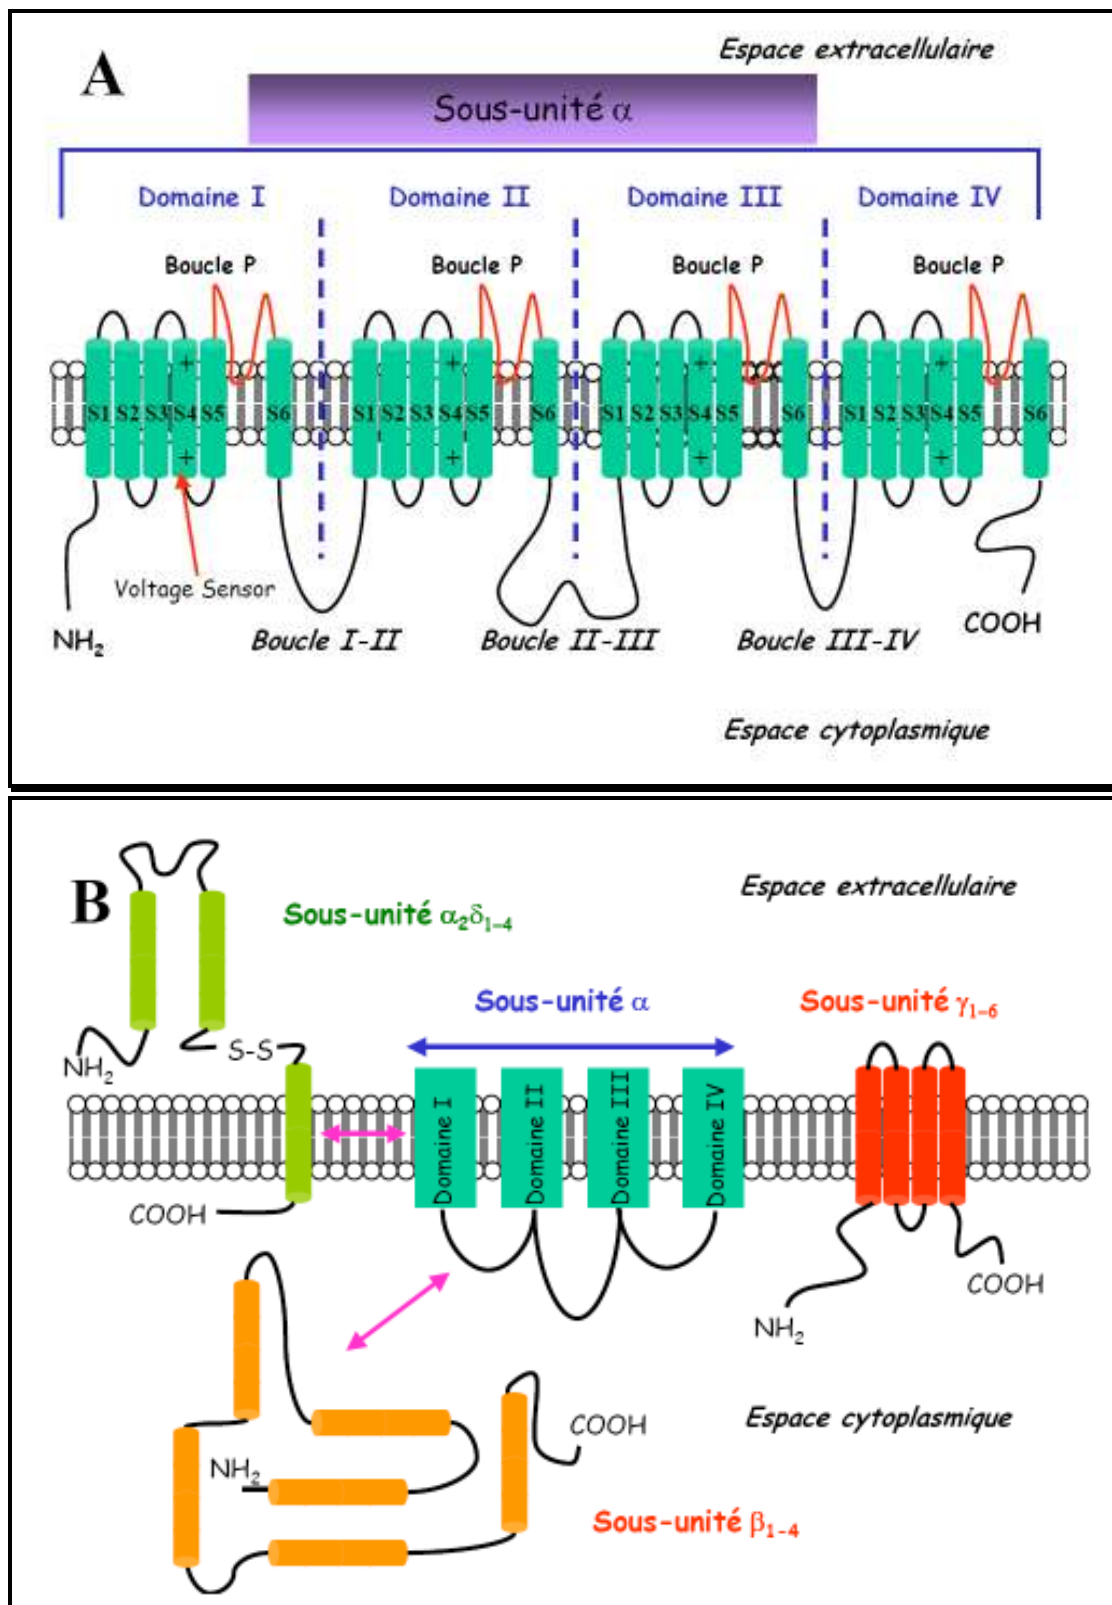 A
Espace extracellulaire
Sous-unité α
Domaine I Domaine II Domaine III Domaine IV
Boucle P Boucle P Boucle P Boucle P
+ + + +
S1 S2 S3 S4 S5 S6 S1 S2 S3 S4 S5 S6 S1 S2 S3 S4 S5 S6 S1 S2 S3 S4 S5 S6
+ + + +
Voltage Sensor
NH2 Boucle I-II Boucle II-III Boucle III-IV COOH
Espace cytoplasmique
B
Espace extracellulaire
Sous-unité α2δ1-4
Sous-unité α Sous-unité γ1-6
NH2 S-S
Domaine I Domaine II Domaine III Domaine IV
COOH
COOH
NH2
COOH Espace cytoplasmique
NH2
Sous-unité β1-4